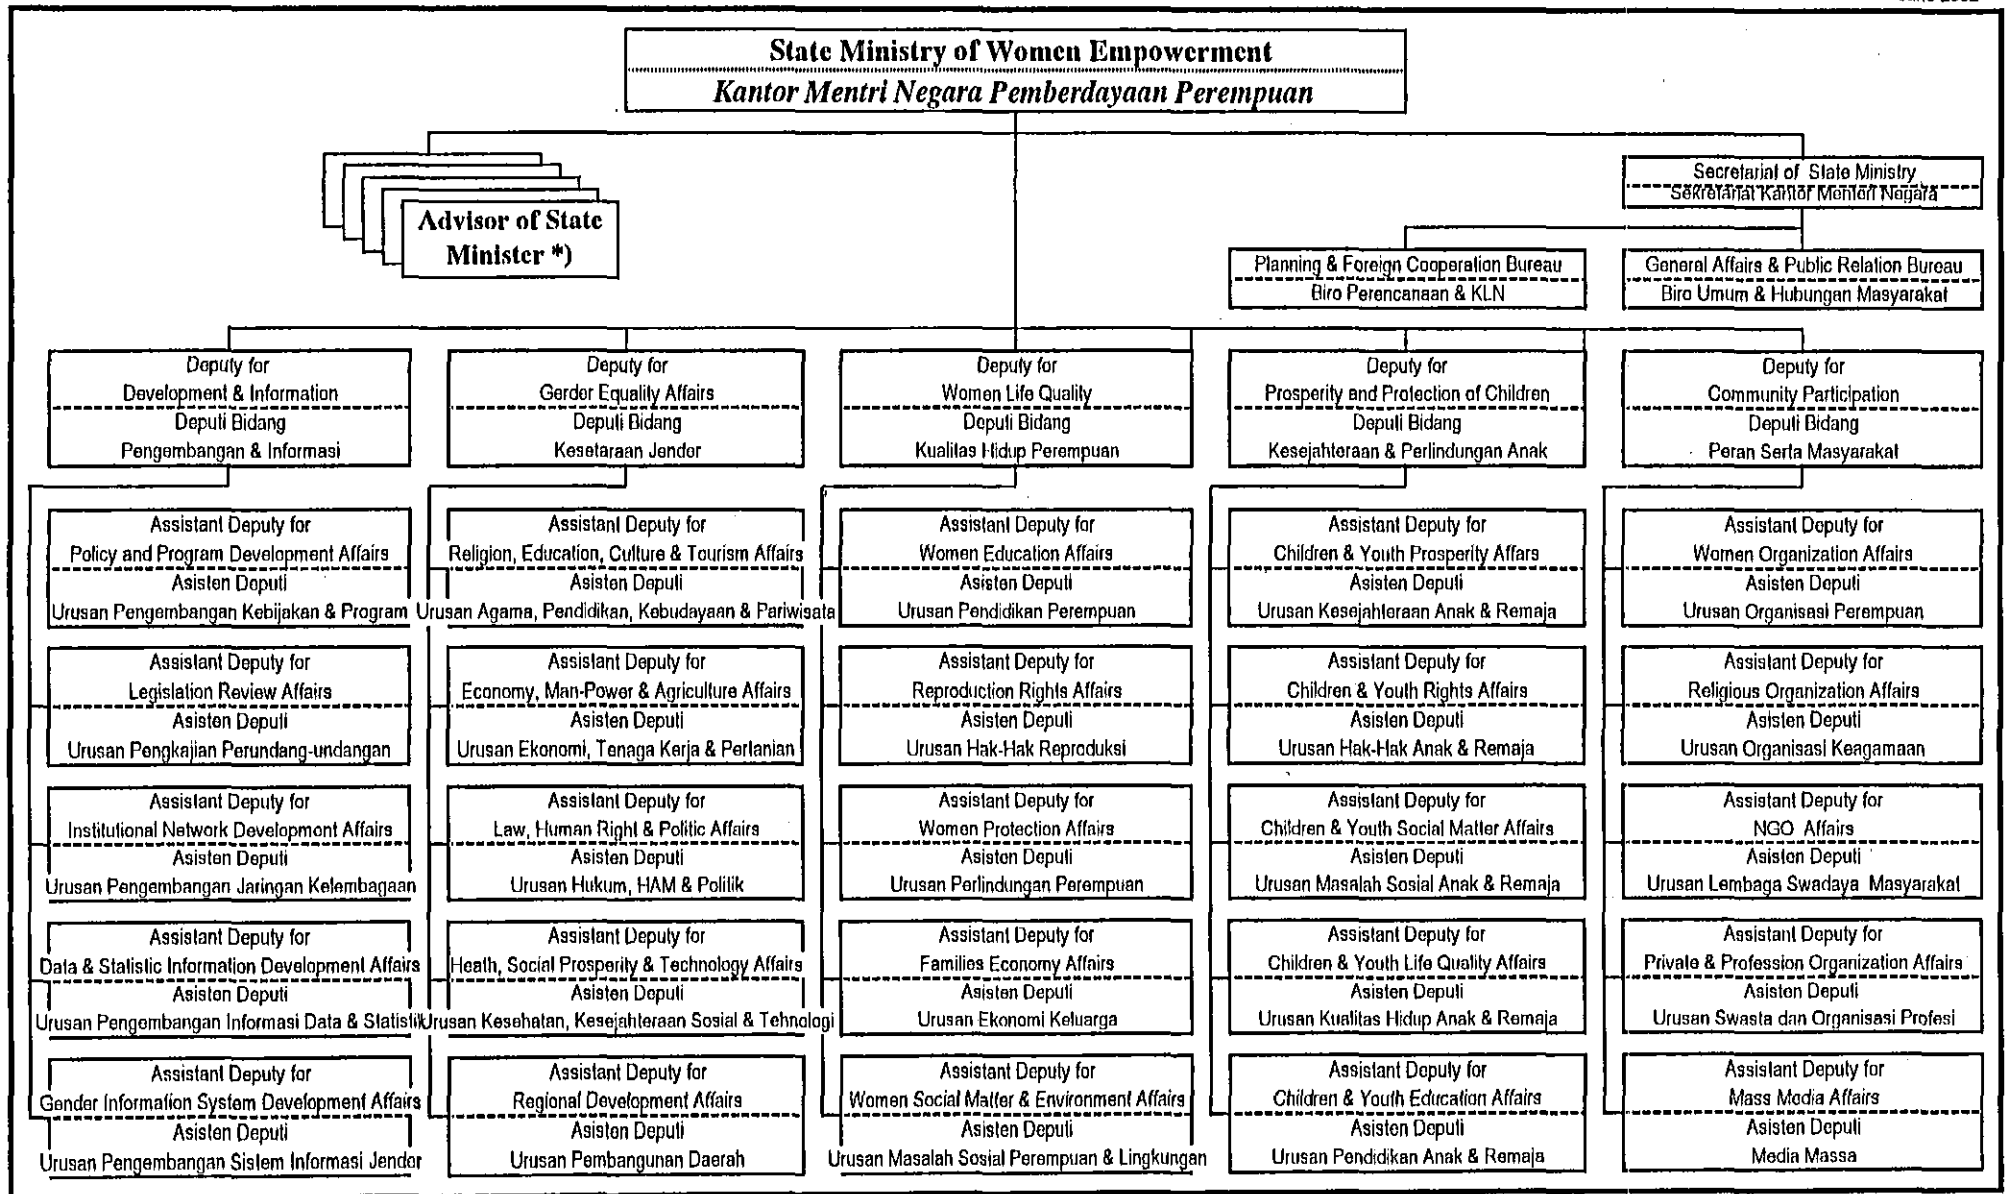 State Ministry of Women Empowerment
Kantor Mentri Negara Pemberdayaan Perempuan
Advisor of State
Minister *)
Secretariat of State Ministry
Sekretariat Kantor Menteri Negara
Planning & Foreign Cooperation Bureau
Biro Perencanaan & KLN
General Affairs & Public Relation Bureau
Biro Umum & Hubungan Masyarakat
Deputy for
Development & Information
Deputi Bidang
Pengembangan & Informasi
Deputy for
Gerder Equality Affairs
Deputi Bidang
Kesetaraan Jender
Deputy for
Women Life Quality
Deputi Bidang
Kualitas Hidup Perempuan
Deputy for
Prosperity and Protection of Children
Deputi Bidang
Kesejahteraan & Perlindungan Anak
Deputy for
Community Participation
Deputi Bidang
Peran Serta Masyarakat
Assistant Deputy for
Policy and Program Development Affairs
Asisten Deputi
Urusan Pengembangan Kebijakan & Program
Assistant Deputy for
Religion, Education, Culture & Tourism Affairs
Asisten Deputi
Urusan Agama, Pendidikan, Kebudayaan & Pariwisata
Assistant Deputy for
Women Education Affairs
Asisten Deputi
Urusan Pendidikan Perempuan
Assistant Deputy for
Children & Youth Prosperity Affars
Asisten Deputi
Urusan Kesejahteraan Anak & Remaja
Assistant Deputy for
Women Organization Affairs
Asisten Deputi
Urusan Organisasi Perempuan
Assistant Deputy for
Legislation Review Affairs
Asisten Deputi
Urusan Pengkajian Perundang-undangan
Assistant Deputy for
Economy, Man-Power & Agriculture Affairs
Asisten Deputi
Urusan Ekonomi, Tenaga Kerja & Pertanian
Assistant Deputy for
Reproduction Rights Affairs
Asisten Deputi
Urusan Hak-Hak Reproduksi
Assistant Deputy for
Children & Youth Rights Affairs
Asisten Deputi
Urusan Hak-Hak Anak & Remaja
Assistant Deputy for
Religious Organization Affairs
Asisten Deputi
Urusan Organisasi Keagamaan
Assistant Deputy for
Institutional Network Development Affairs
Asisten Deputi
Urusan Pengembangan Jaringan Kelembagaan
Assistant Deputy for
Law, Human Right & Politic Affairs
Asisten Deputi
Urusan Hukum, HAM & Politik
Assistant Deputy for
Women Protection Affairs
Asisten Deputi
Urusan Perlindungan Perempuan
Assistant Deputy for
Children & Youth Social Matter Affairs
Asisten Deputi
Urusan Masalah Sosial Anak & Remaja
Assistant Deputy for
NGO Affairs
Asisten Deputi
Urusan Lembaga Swadaya Masyarakat
Assistant Deputy for
Data & Statistic Information Development Affairs
Asisten Deputi
Urusan Pengembangan Informasi Data & Statistik
Assistant Deputy for
Heath, Social Prosperity & Technology Affairs
Asisten Deputi
Urusan Kesehatan, Kesejahteraan Sosial & Tehnologi
Assistant Deputy for
Families Economy Affairs
Asisten Deputi
Urusan Ekonomi Keluarga
Assistant Deputy for
Children & Youth Life Quality Affairs
Asisten Deputi
Urusan Kualitas Hidup Anak & Remaja
Assistant Deputy for
Private & Profession Organization Affairs
Asisten Deputi
Urusan Swasta dan Organisasi Profesi
Assistant Deputy for
Gender Information System Development Affairs
Asisten Deputi
Urusan Pengembangan Sistem Informasi Jender
Assistant Deputy for
Regional Development Affairs
Asisten Deputi
Urusan Pembangunan Daerah
Assistant Deputy for
Women Social Matter & Environment Affairs
Asisten Deputi
Urusan Masalah Sosial Perempuan & Lingkungan
Assistant Deputy for
Children & Youth Education Affairs
Asisten Deputi
Urusan Pendidikan Anak & Remaja
Assistant Deputy for
Mass Media Affairs
Asisten Deputi
Media Massa